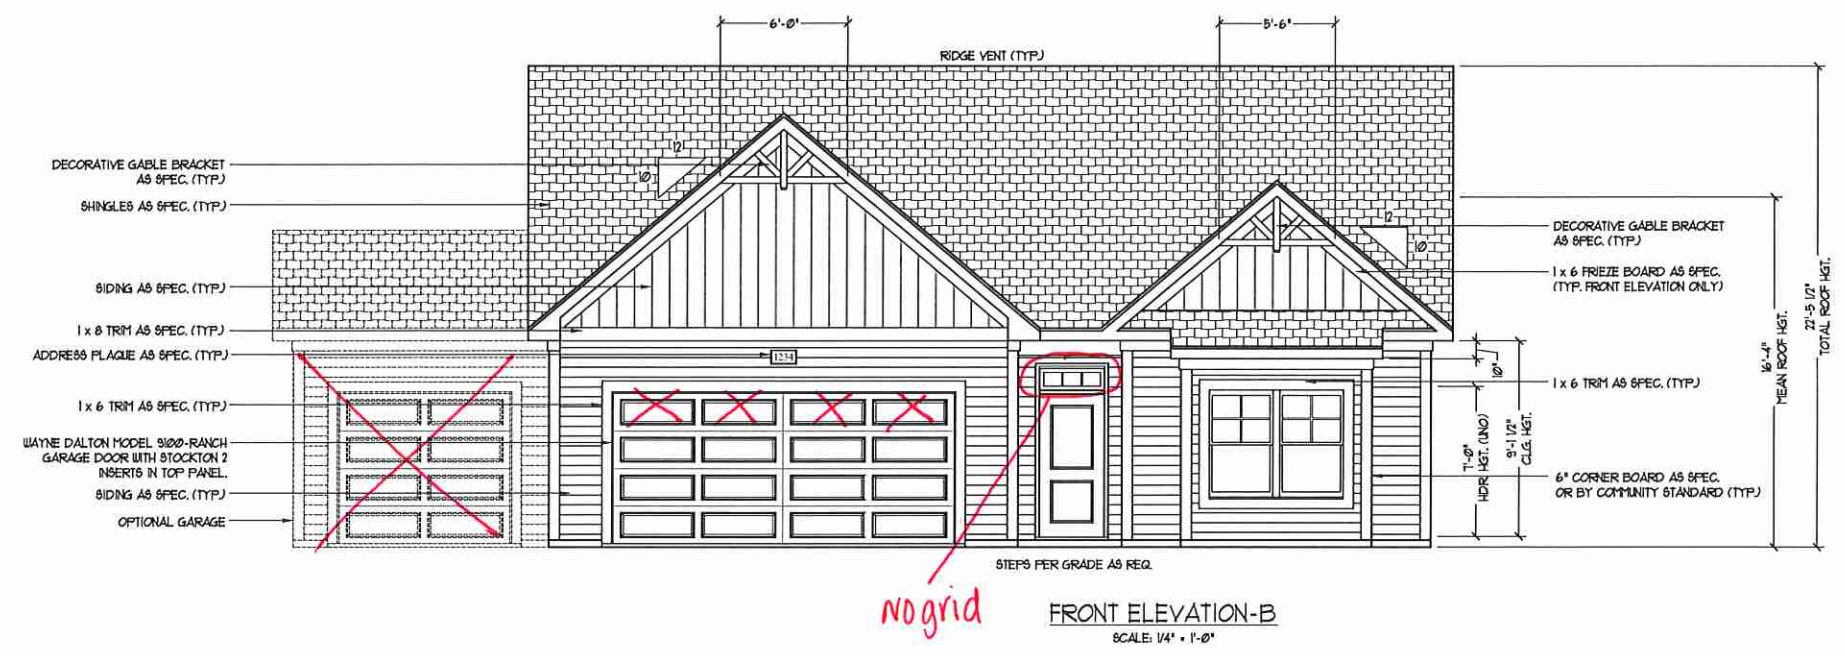 6'-0"
5'-6"
RIDGE VENT (TYP.)
DECORATIVE GABLE BRACKET
AS SPEC. (TYP.)
SHINGLES AS SPEC. (TYP.)
SIDING AS SPEC. (TYP.)
1 x 8 TRIM AS SPEC. (TYP.)
ADDRESS PLAQUE AS SPEC. (TYP.)
1 x 6 TRIM AS SPEC. (TYP.)
WAYNE DALTON MODEL 9100-RANCH
GARAGE DOOR WITH STOCKTON 2
INSERTS IN TOP PANEL.
SIDING AS SPEC. (TYP.)
OPTIONAL GARAGE
12
10
1234
12
10
DECORATIVE GABLE BRACKET
AS SPEC. (TYP.)
1 x 6 FRIEZE BOARD AS SPEC.
(TYP. FRONT ELEVATION ONLY)
1 x 6 TRIM AS SPEC. (TYP.)
6" CORNER BOARD AS SPEC.
OR BY COMMUNITY STANDARD (TYP.)
10"
7'-0"
HDR HGT. (UNO.)
9'-1 1/2"
CLG. HGT.
16'-4"
MEAN ROOF HGT.
22'-5 1/2"
TOTAL ROOF HGT.
STEPS PER GRADE AS REQ.
No grid
FRONT ELEVATION-B
SCALE: 1/4" = 1'-0"